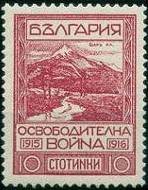 БЪЛГАРИЯ
ОСВОБОДИТЕЛНА
1915 ВОЙНА 1916
10 СТОТИНКИ 10